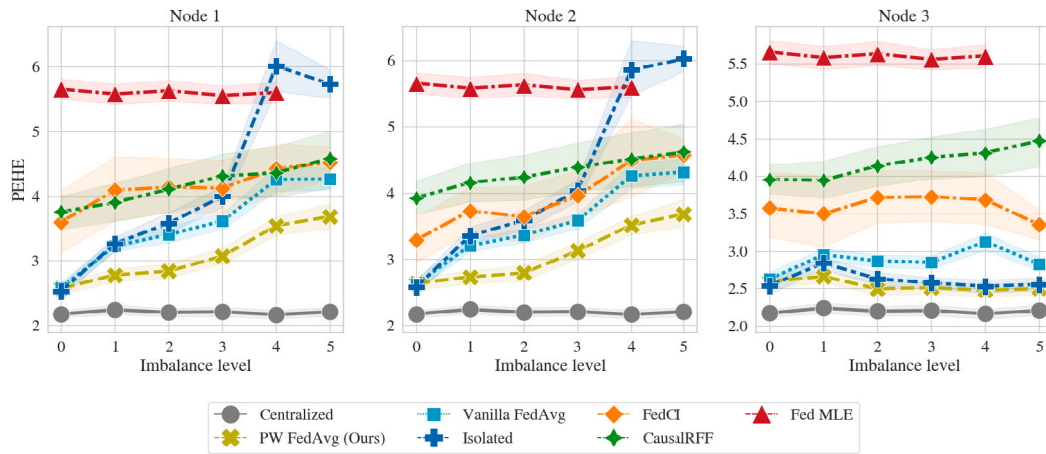 Node 1
Node 2
Node 3
PEHE
6
5
4
3
2
0 1 2 3 4 5
Imbalance level
6
5
4
3
2
0 1 2 3 4 5
Imbalance level
5.5
5.0
4.5
4.0
3.5
3.0
2.5
2.0
0 1 2 3 4 5
Imbalance level
Centralized
Vanilla FedAvg
FedCI
Fed MLE
PW FedAvg (Ours)
Isolated
CausalRFF